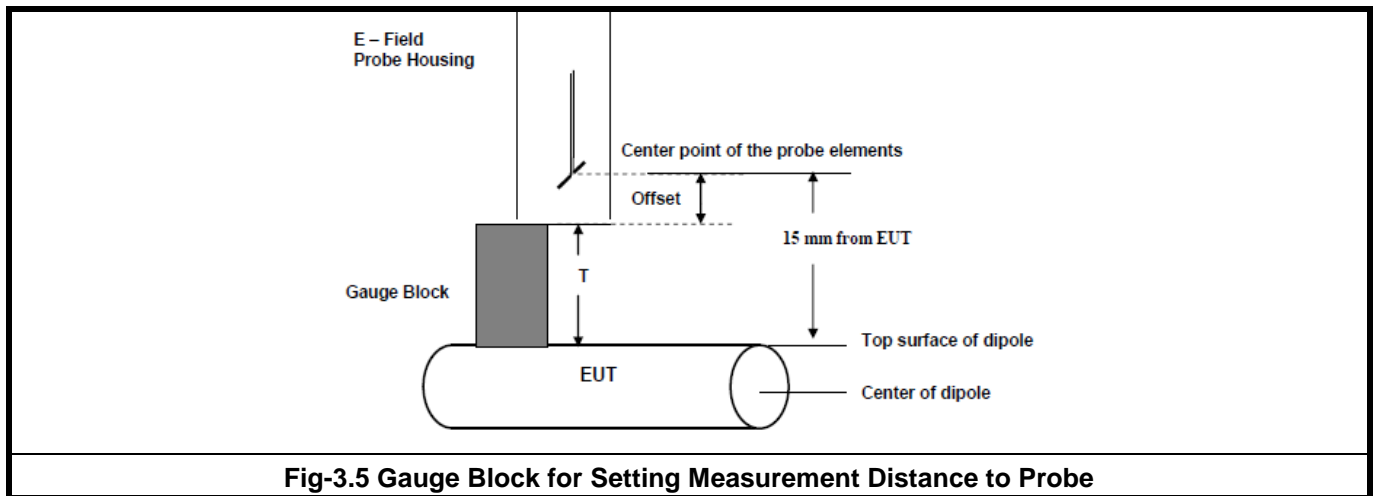 E – Field
Probe Housing
Center point of the probe elements
Offset
15 mm from EUT
T
Gauge Block
Top surface of dipole
EUT
Center of dipole
Fig-3.5 Gauge Block for Setting Measurement Distance to Probe